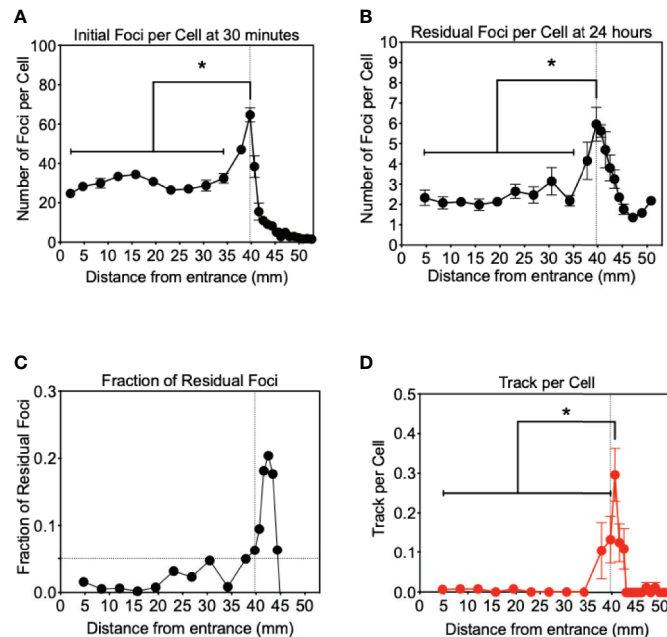 A
Initial Foci per Cell at 30 minutes
*
Number of Foci per Cell
100
80
60
40
20
0
0 5 10 15 20 25 30 35 40 45 50
Distance from entrance (mm)
B
Residual Foci per Cell at 24 hours
*
Number of Foci per Cell
10
9
8
7
6
5
4
3
2
1
0
0 5 10 15 20 25 30 35 40 45 50
Distance from entrance (mm)
C
Fraction of Residual Foci
Fraction of Residual Foci
0.3
0.2
0.1
0.0
0 5 10 15 20 25 30 35 40 45 50
Distance from entrance (mm)
D
Track per Cell
*
Track per Cell
0.5
0.4
0.3
0.2
0.1
0.0
0 5 10 15 20 25 30 35 40 45 50
Distance from entrance (mm)